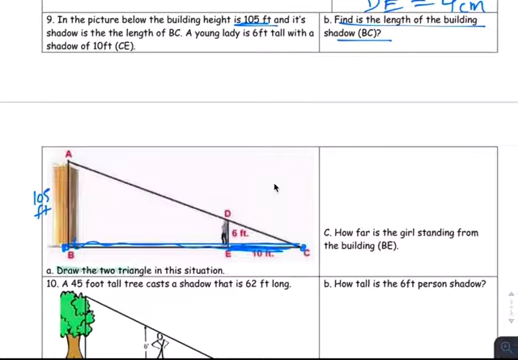 DE = 4cm
9. In the picture below the building height is 105 ft and it's
shadow is the the length of BC. A young lady is 6ft tall with a
shadow of 10ft (CE).
b. Find is the length of the building
shadow (BC)?
A
105
ft
D
6 ft.
B
E
10 ft.
C
a. Draw the two triangle in this situation.
C. How far is the girl standing from
the building (BE).
10. A 45 foot tall tree casts a shadow that is 62 ft long.
b. How tall is the 6ft person shadow?
6'